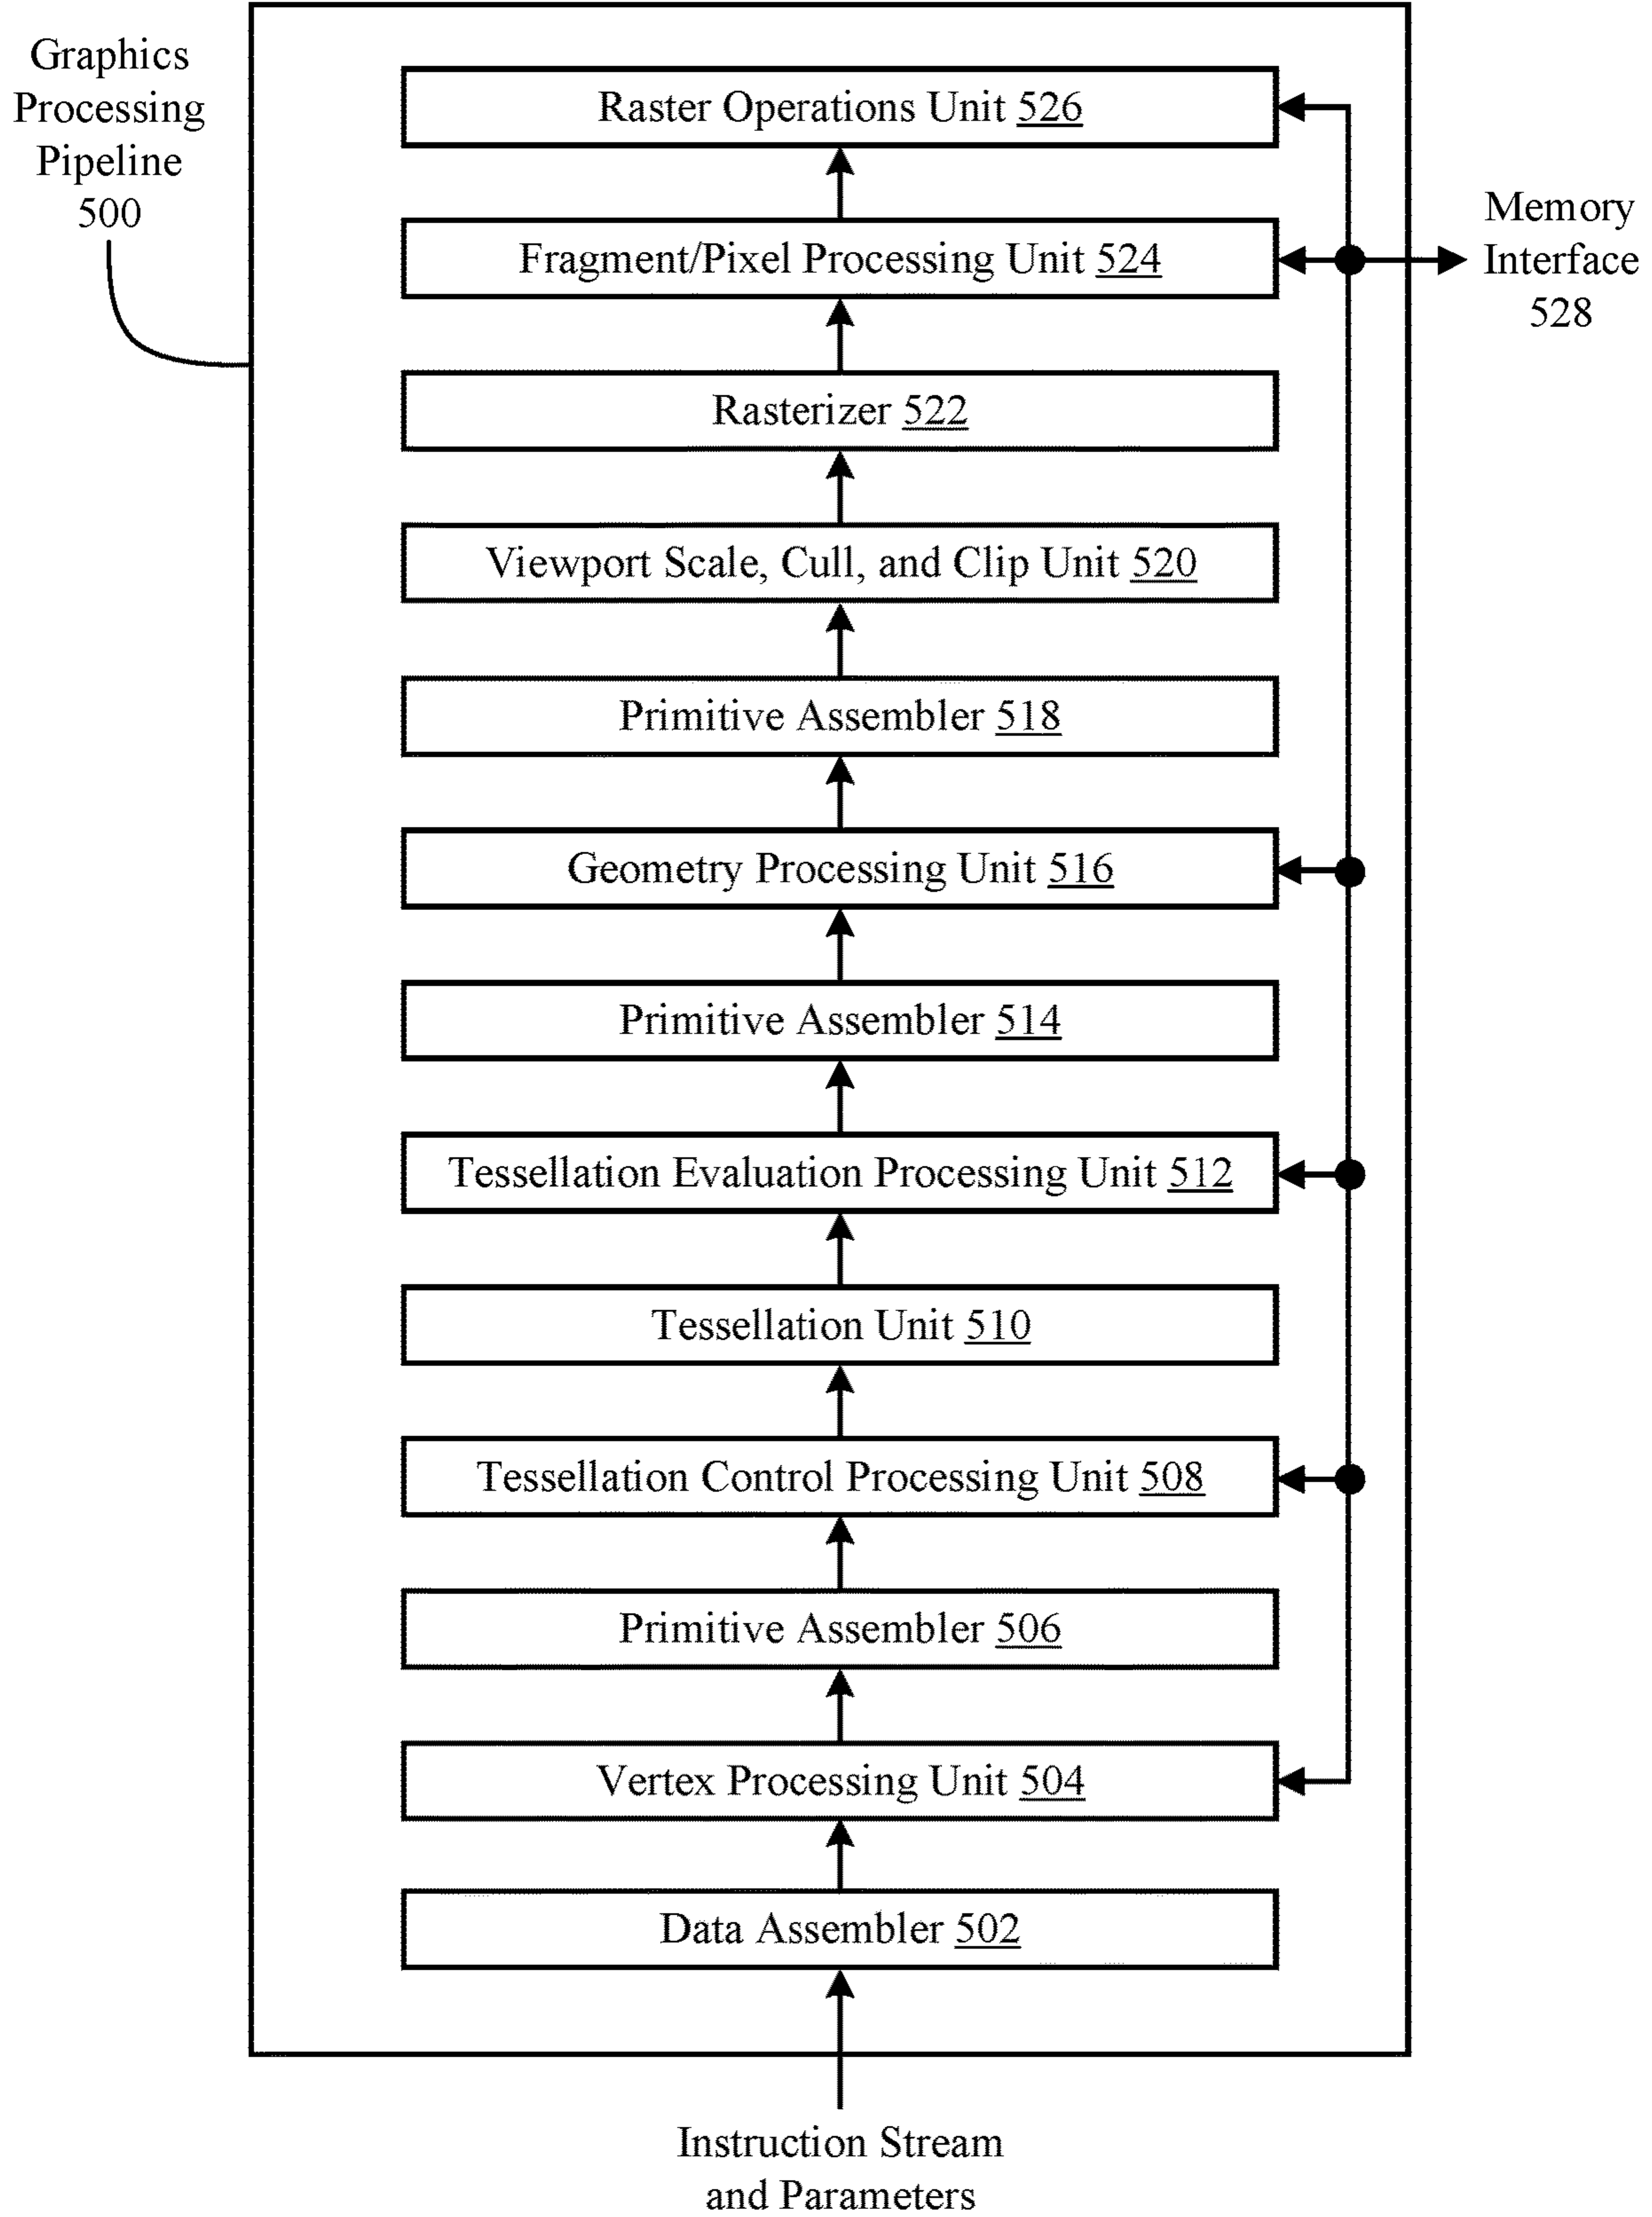 Graphics
Processing
Pipeline
500
Raster Operations Unit 526
Fragment/Pixel Processing Unit 524
Memory
Interface
528
Rasterizer 522
Viewport Scale, Cull, and Clip Unit 520
Primitive Assembler 518
Geometry Processing Unit 516
Primitive Assembler 514
Tessellation Evaluation Processing Unit 512
Tessellation Unit 510
Tessellation Control Processing Unit 508
Primitive Assembler 506
Vertex Processing Unit 504
Data Assembler 502
Instruction Stream
and Parameters